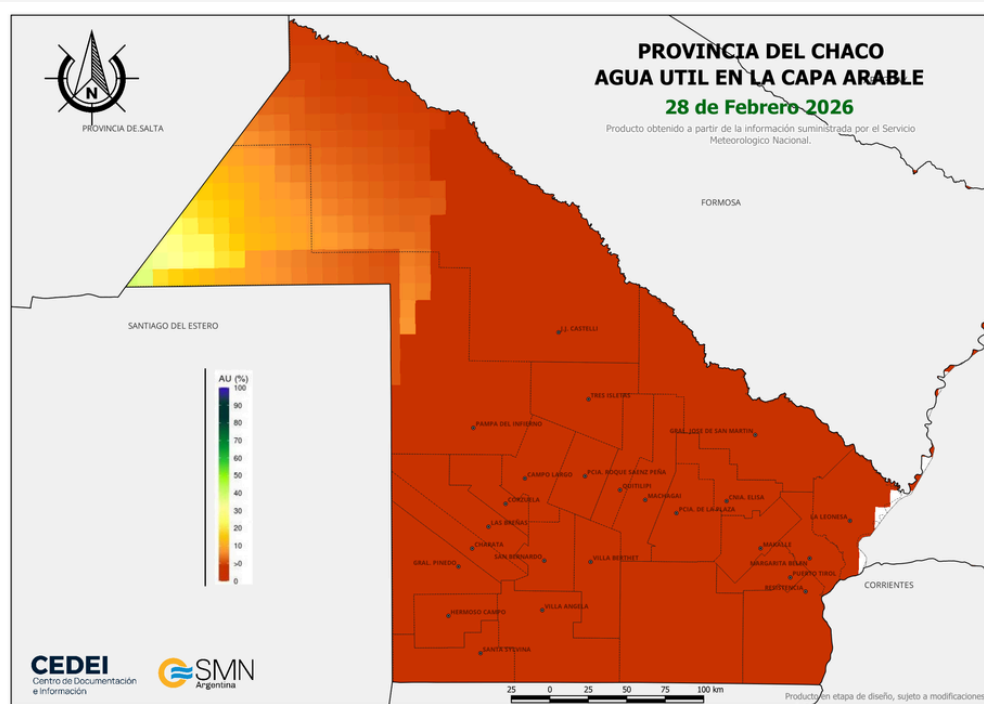 PROVINCIA DEL CHACO
AGUA UTIL EN LA CAPA ARABLE
28 de Febrero 2026
Producto obtenido a partir de la información suministrada por el Servicio
Meteorologico Nacional.
N
PROVINCIA DE.SALTA
FORMOSA
SANTIAGO DEL ESTERO
J.J. CASTELLI
AU (%)
100
90
80
70
60
50
40
30
20
10
>0
0
TRES ISLETAS
PAMPA DEL INFIERNO
GRAL. JOSE DE SAN MARTIN
CAMPO LARGO
PCIA. ROQUE SAENZ PEÑA
QUITILIPI
MACHAGAI
CNIA. ELISA
CORZUELA
PCIA. DE LA PLAZA
LA LEONESA
LAS BREÑAS
CHARATA
MAKALLE
SAN BERNARDO
VILLA BERTHET
GRAL. PINEDO
MARGARITA BELEN
PUERTO TIROL
RESISTENCIA
CORRIENTES
HERMOSO CAMPO
VILLA ANGELA
SANTA SYLVINA
CEDEI
Centro de Documentación
e Información
SMN
Argentina
25 0 25 50 75 100 km
Producto en etapa de diseño, sujeto a modificaciones